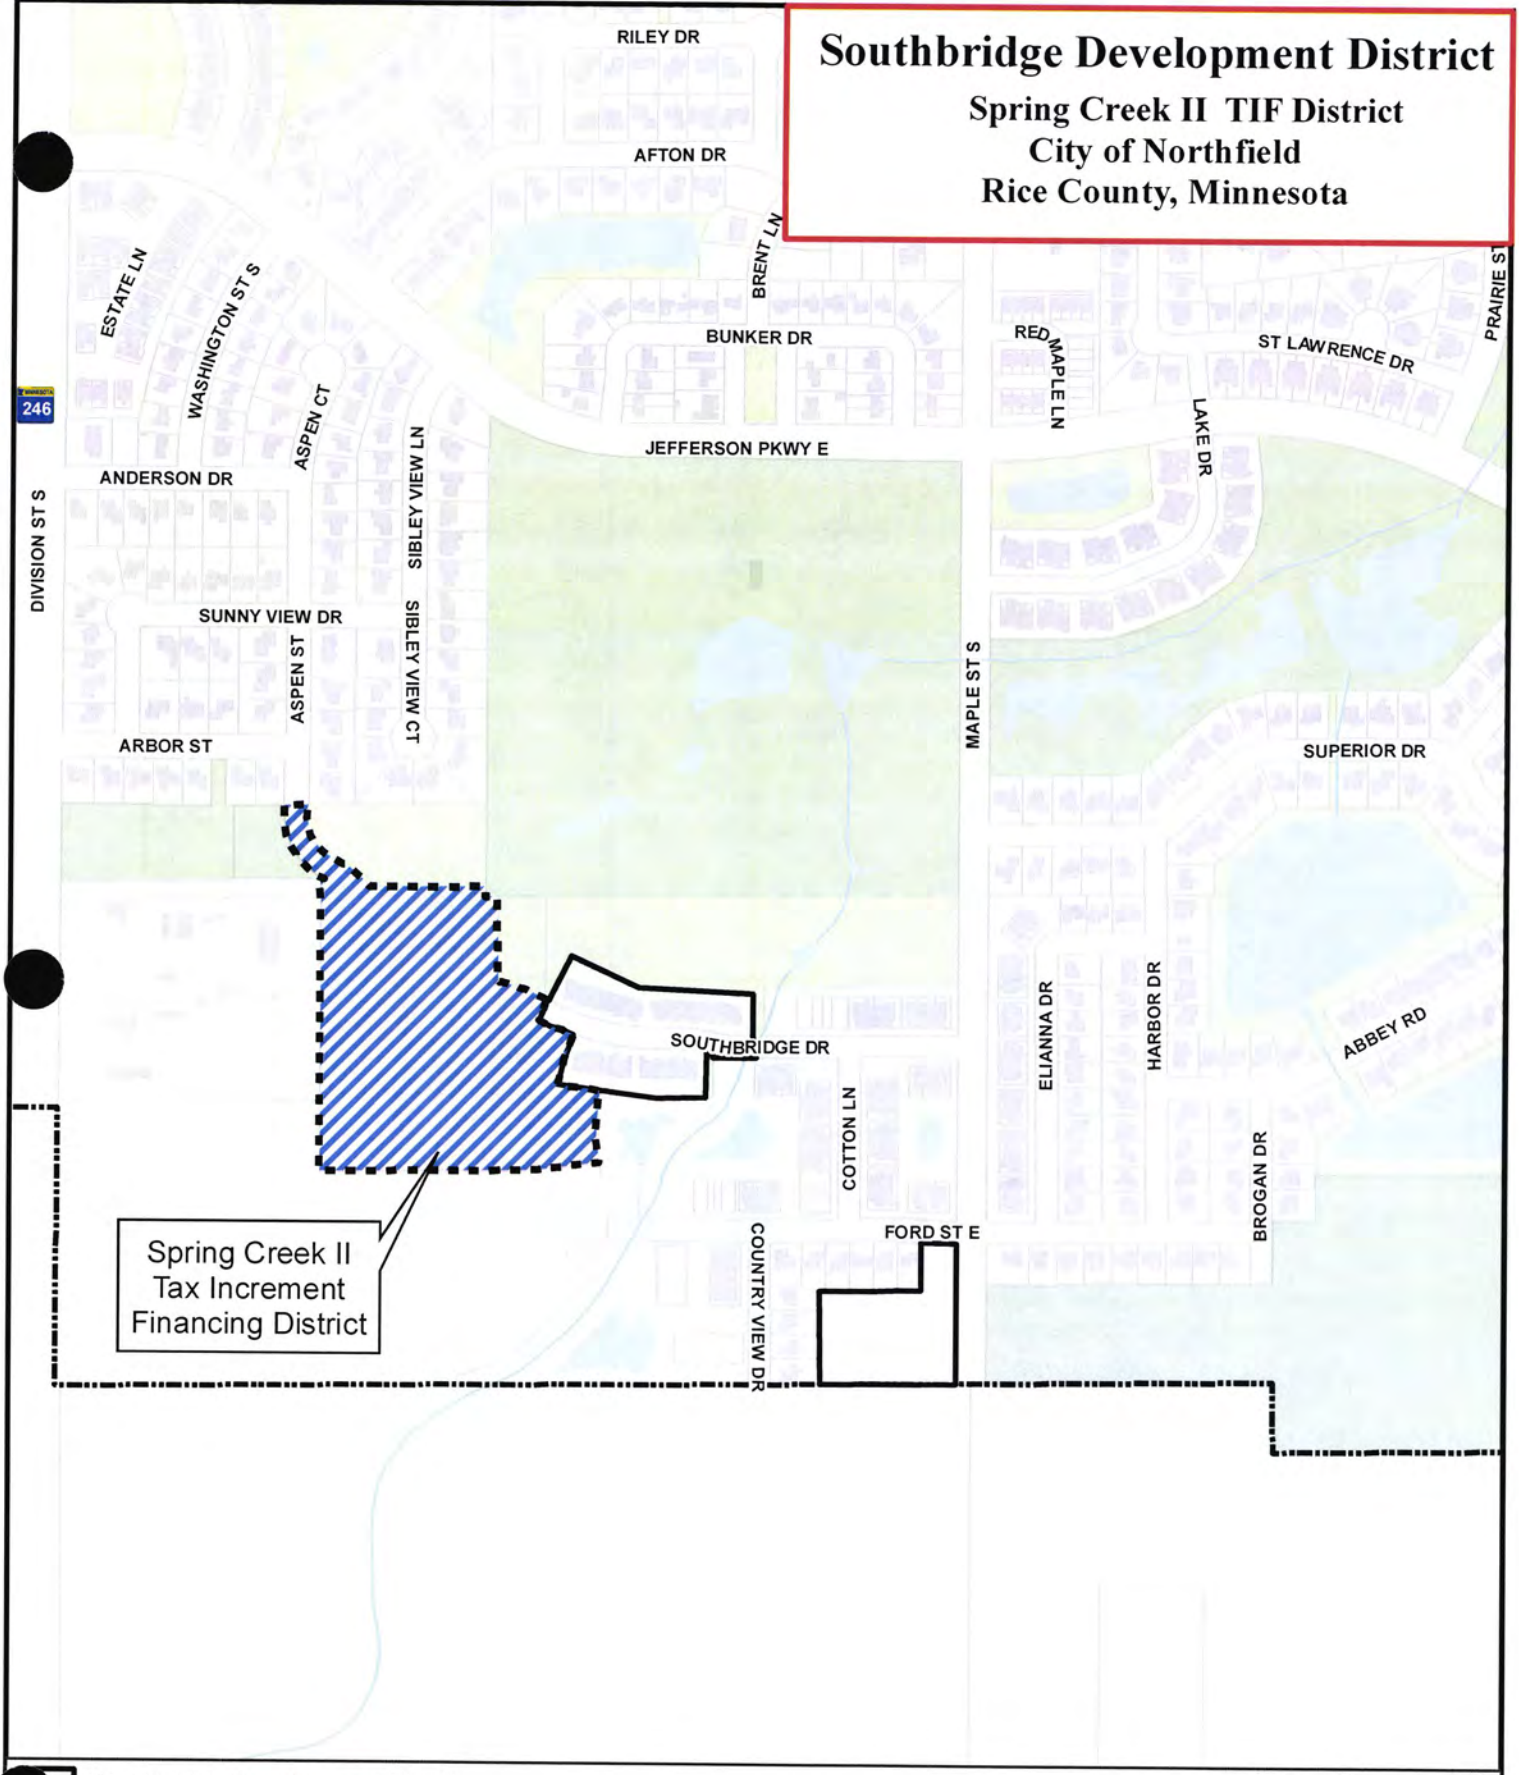 RILEY DR
Southbridge Development District
Spring Creek II TIF District
City of Northfield
Rice County, Minnesota
AFTON DR
BRENT LN
ESTATE LN
WASHINGTON ST S
PRAIRIE ST
BUNKER DR
RED MAPLE LN
ST LAWRENCE DR
MINNESOTA
246
ASPEN CT
SIBLEY VIEW LN
JEFFERSON PKWY E
LAKE DR
ANDERSON DR
DIVISION ST S
SUNNY VIEW DR
ASPEN ST
SIBLEY VIEW CT
MAPLE ST S
ARBOR ST
SUPERIOR DR
ELIANNA DR
HARBOR DR
ABBEY RD
SOUTHBRIDGE DR
COTTON LN
BROGAN DR
FORD ST E
COUNTRY VIEW DR
Spring Creek II
Tax Increment
Financing District